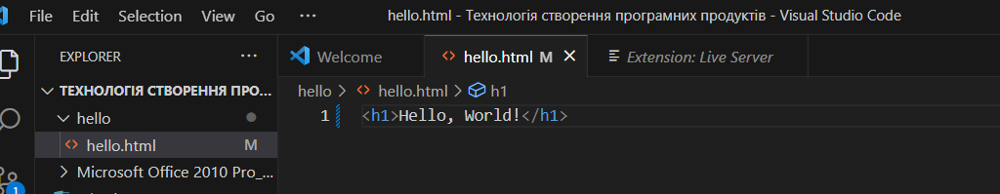 File Edit Selection View Go ··· hello.html - Технологія створення програмних продуктів - Visual Studio Code
EXPLORER ···
Welcome
hello.html M ×
Extension: Live Server
ТЕХНОЛОГІЯ СТВОРЕННЯ ПРО...
hello > hello.html > h1
hello
1 <h1>Hello, World!</h1>
hello.html M
Microsoft Office 2010 Pro_...
1